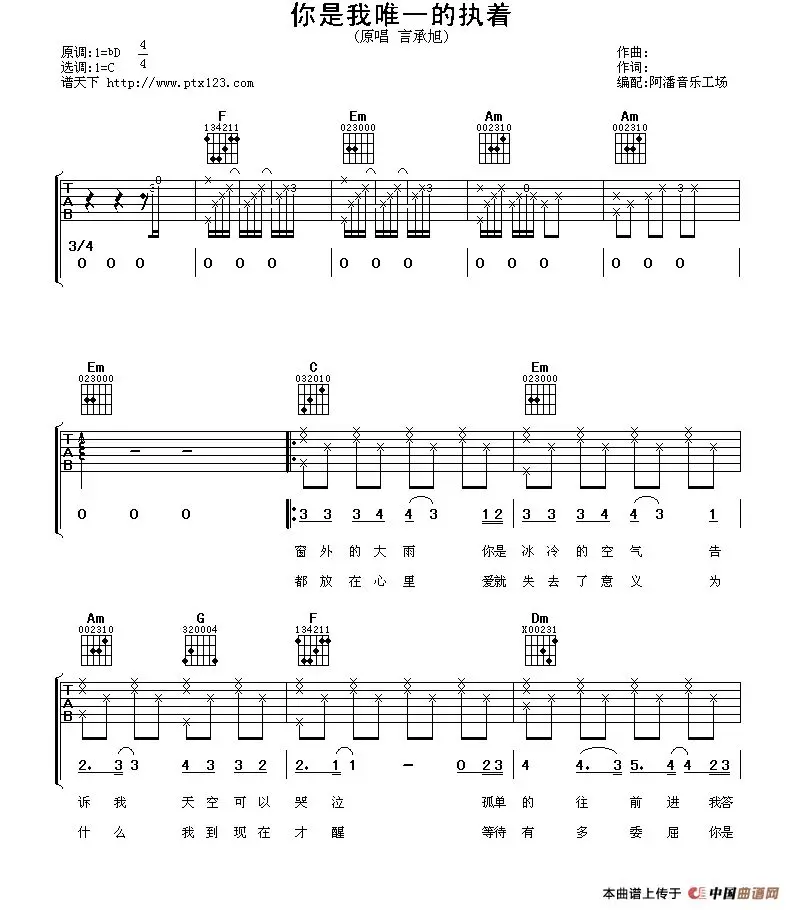 你是我唯一的执着
(原唱 言承旭)
原调:1=bD 4/4 作曲:
选调:1=C 作词:
谱天下 http://www.ptx123.com 编配:阿潘音乐工场
F Em Am Am
134211 023000 002310 002310
3 0 3 3 0 3
T A B
3/4
0 0 0 0 0 0 0 0 0 0 0 0 0 0 0
Em C Em
023000 032010 023000
T A B
0 0 0 3 3 3 4 4 3 1 2 3 3 3 4 4 3 1
窗 外 的 大 雨 你是 冰 冷 的 空 气 告
都 放 在 心 里 爱就 失 去 了 意 义 为
Am G F Dm
002310 320004 134211 X00231
T A B
2. 3 3 4 3 3 2 2. 1 1 — 0 2 3 4 4. 3 5. 4 4 2 3
诉 我 天 空 可 以 哭 泣 孤单 的 往 前 进 我答
什 么 我 到 现 在 才 醒 等待 有 多 委 屈 你是
本曲谱上传于 中国曲谱网